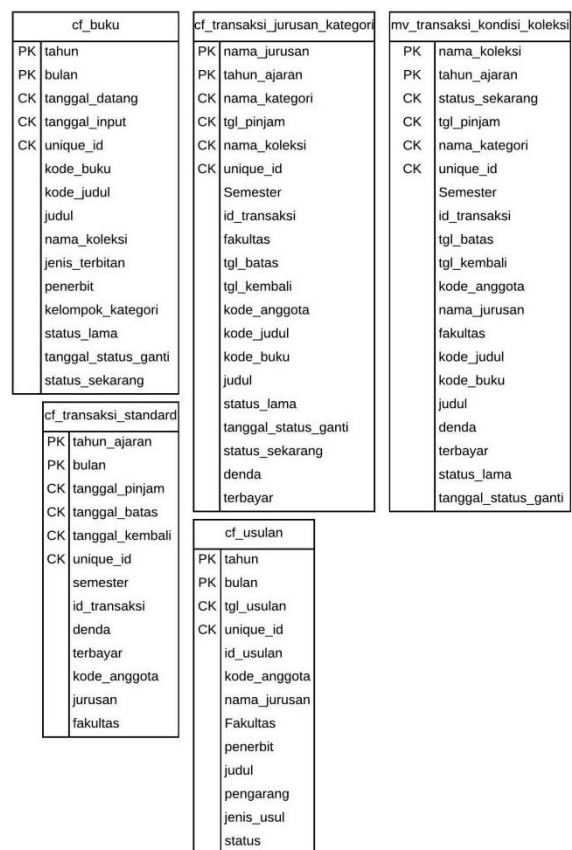 cf_buku
PK tahun
PK bulan
CK tanggal_datang
CK tanggal_input
CK unique_id
kode_buku
kode_judul
judul
nama_koleksi
jenis_terbitan
penerbit
kelompok_kategori
status_lama
tanggal_status_ganti
status_sekarang
cf_transaksi_standard
PK tahun_ajaran
PK bulan
CK tanggal_pinjam
CK tanggal_batas
CK tanggal_kembali
CK unique_id
semester
id_transaksi
denda
terbayar
kode_anggota
jurusan
fakultas
cf_transaksi_jurusan_kategori
PK nama_jurusan
PK tahun_ajaran
CK nama_kategori
CK tgl_pinjam
CK nama_koleksi
CK unique_id
Semester
id_transaksi
fakultas
tgl_batas
tgl_kembali
kode_anggota
kode_judul
kode_buku
judul
status_lama
tanggal_status_ganti
status_sekarang
denda
terbayar
cf_usulan
PK tahun
PK bulan
CK tgl_usulan
CK unique_id
id_usulan
kode_anggota
nama_jurusan
Fakultas
penerbit
judul
pengarang
jenis_usul
status
mv_transaksi_kondisi_koleksi
PK nama_koleksi
PK tahun_ajaran
CK status_sekarang
CK tgl_pinjam
CK nama_kategori
CK unique_id
Semester
id_transaksi
tgl_batas
tgl_kembali
kode_anggota
nama_jurusan
fakultas
kode_judul
kode_buku
judul
denda
terbayar
status_lama
tanggal_status_ganti